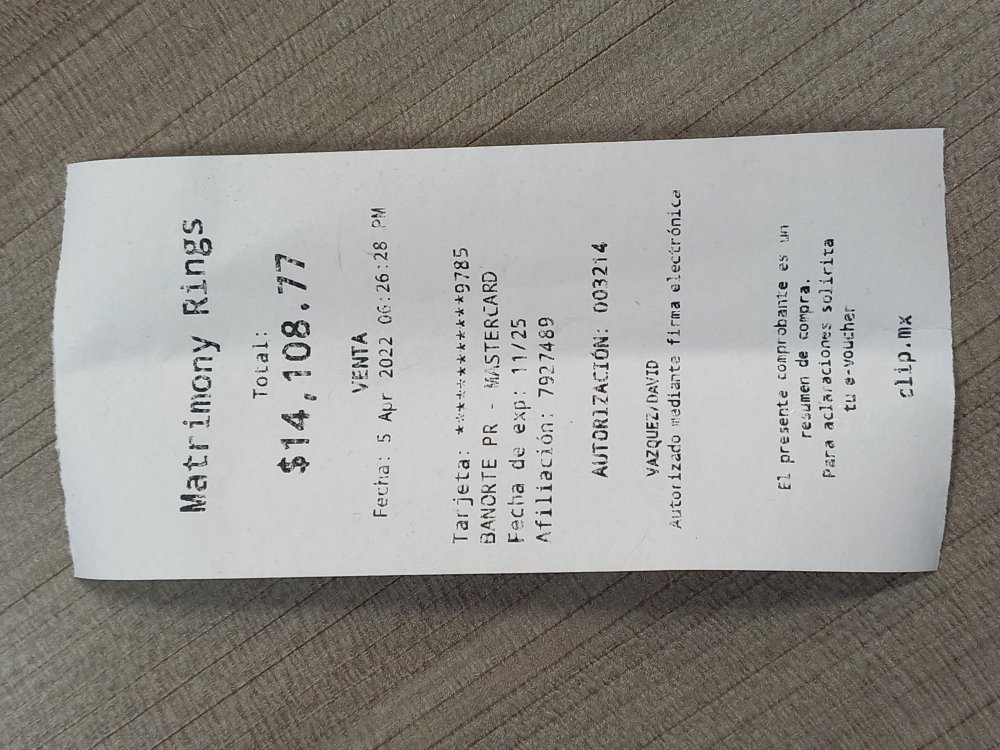 Matrimony Rings
Total:
$14,108.77
VENTA
Fecha: 5 Apr 2022 06:26:28 PM
Tarjeta: ************9785
BANORTE PR - MASTERCARD
Fecha de exp: 11/25
Afiliación: 7927489
AUTORIZACIÓN: 003214
VAZQUEZ/DAVID
Autorizado mediante firma electrónica
El presente comprobante es un
resumen de compra.
Para aclaraciones solicita
tu e-voucher
clip.mx